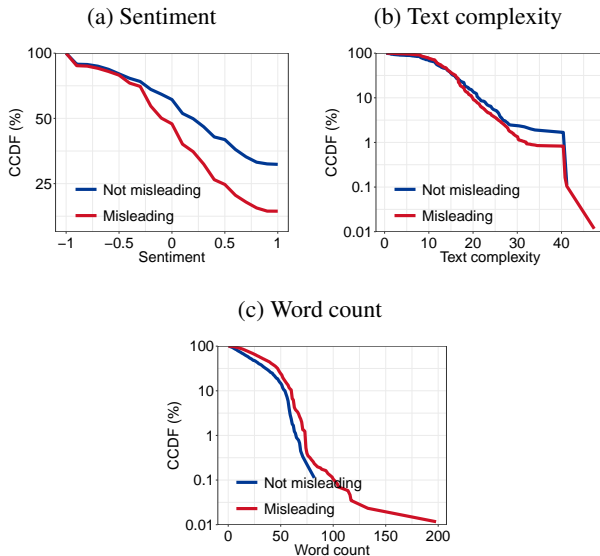 (a) Sentiment
100
50
25
CCDF (%)
Not misleading
Misleading
−1 −0.5 0 0.5 1
Sentiment
(b) Text complexity
100
10
1
0.1
0.01
CCDF (%)
Not misleading
Misleading
0 10 20 30 40
Text complexity
(c) Word count
100
10
1
0.1
0.01
CCDF (%)
Not misleading
Misleading
0 50 100 150 200
Word count